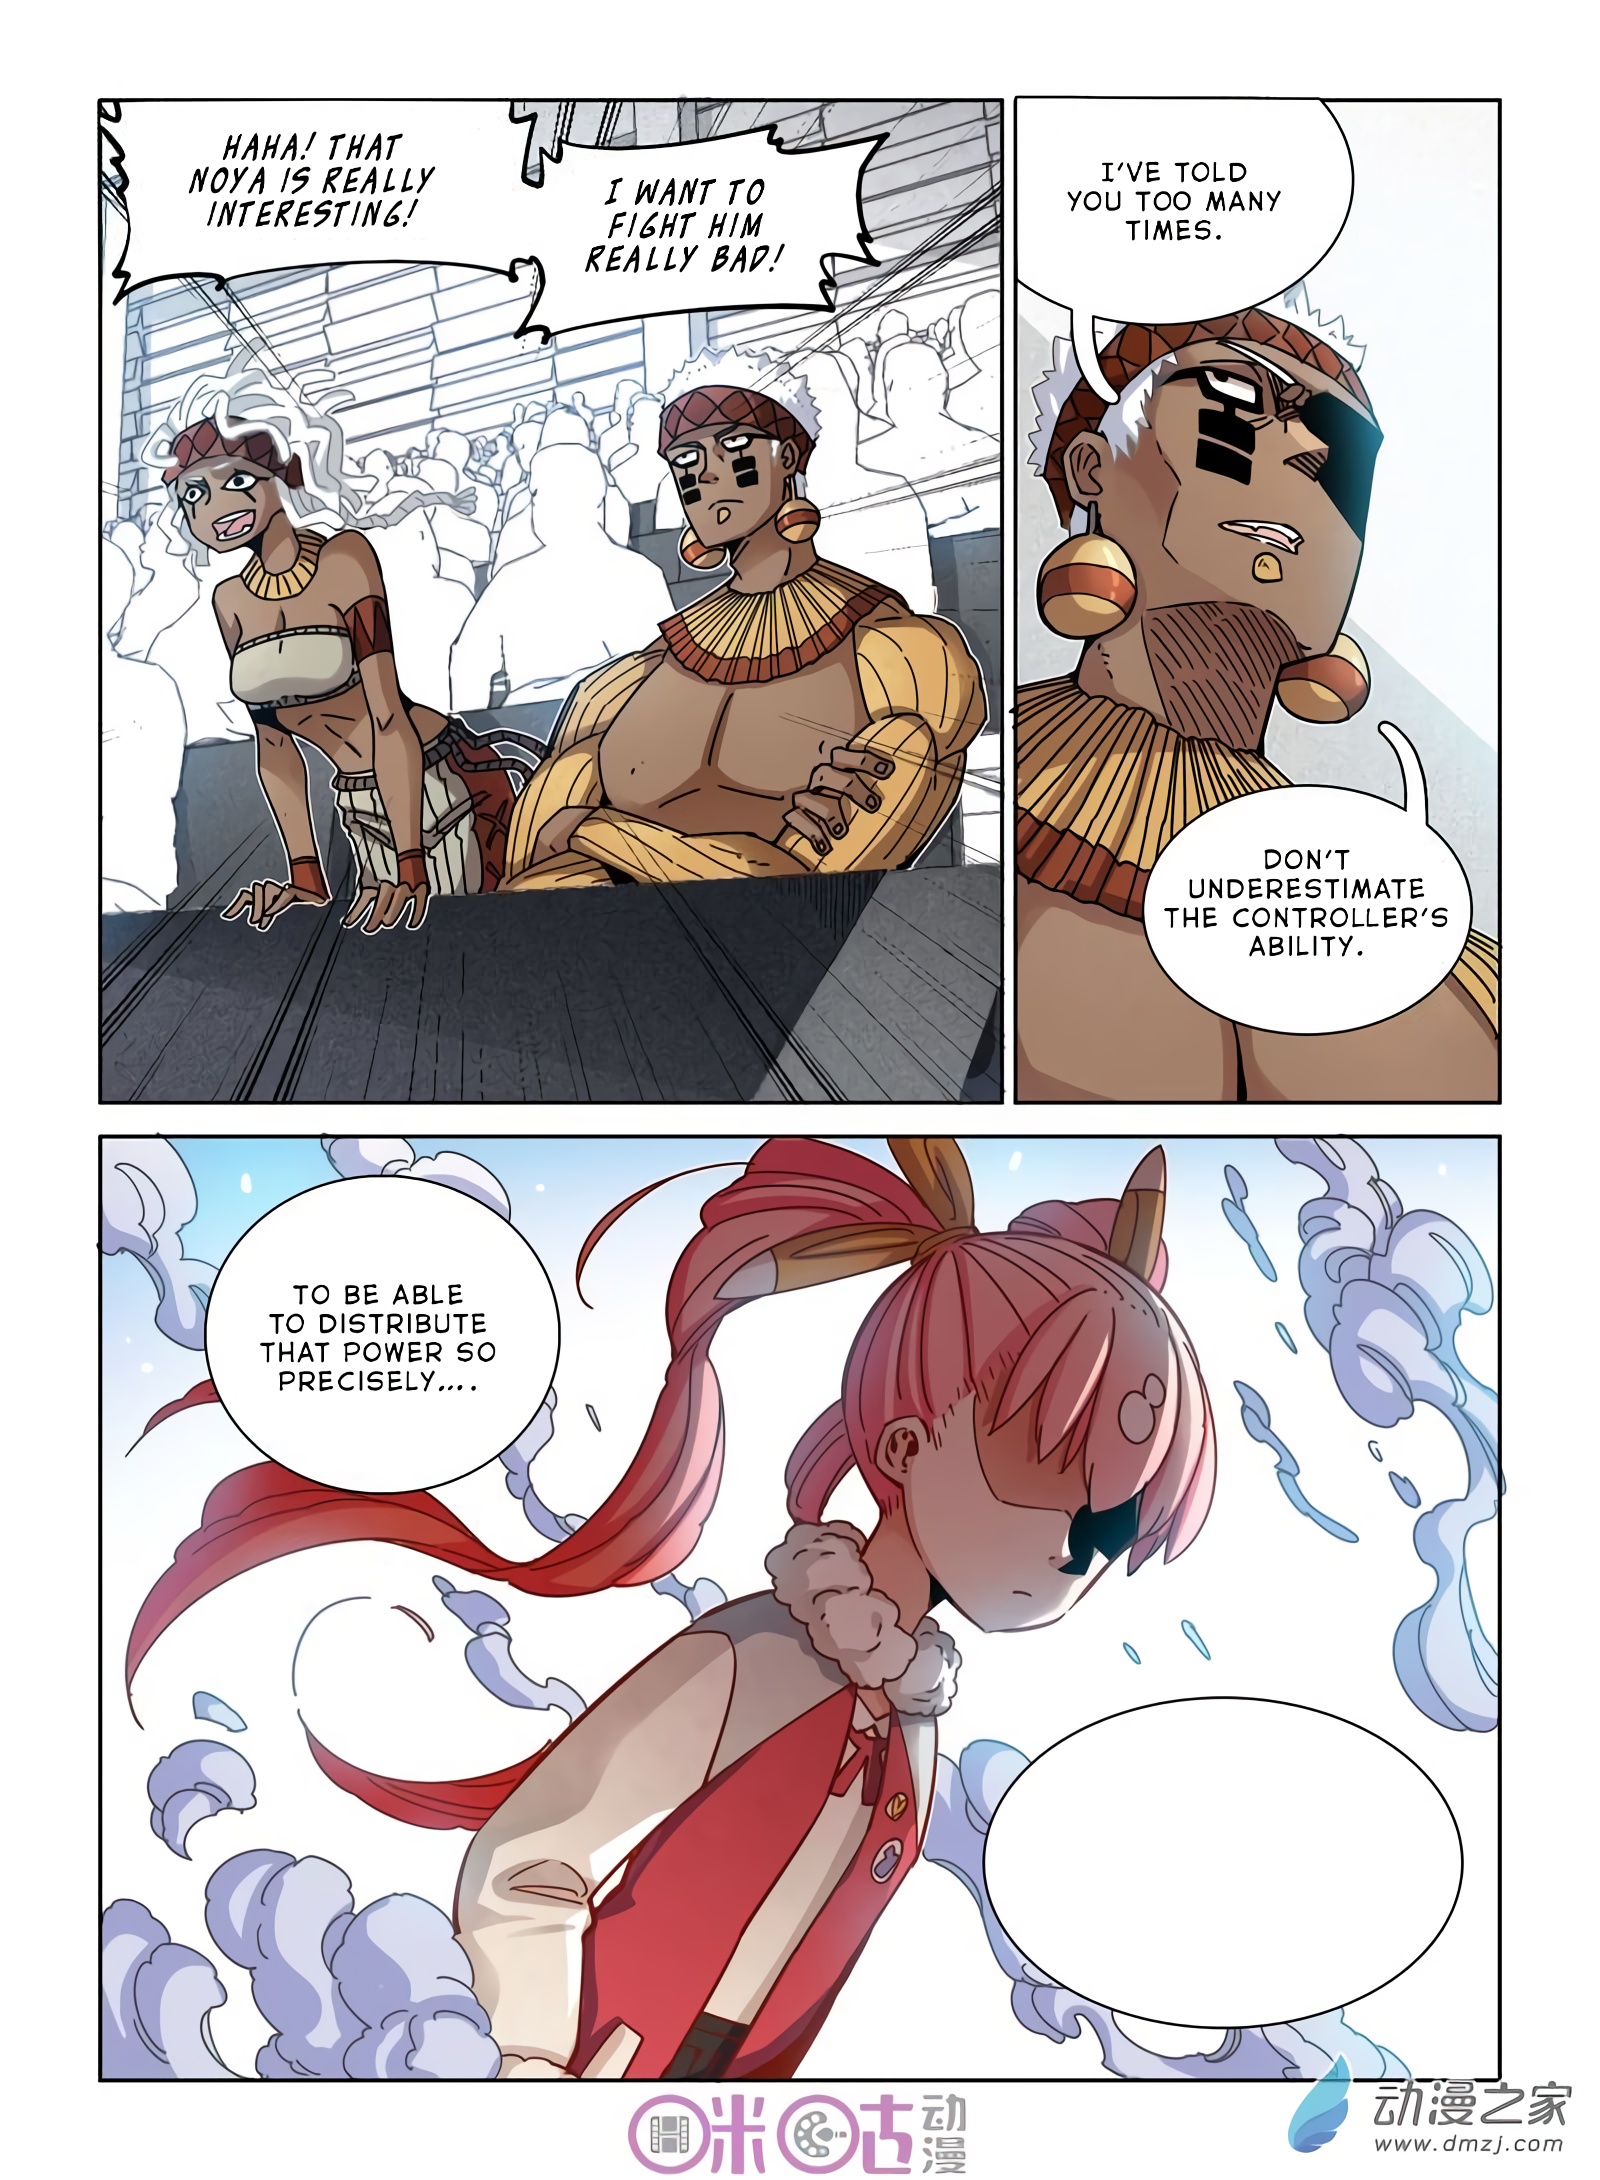 HAHA! THAT
NOYA IS REALLY
INTERESTING!
I WANT TO
FIGHT HIM
REALLY BAD!
I'VE TOLD
YOU TOO MANY
TIMES.
DON'T
UNDERESTIMATE
THE CONTROLLER'S
ABILITY.
TO BE ABLE
TO DISTRIBUTE
THAT POWER SO
PRECISELY....
咪咕动漫
动漫之家
www.dmzj.com